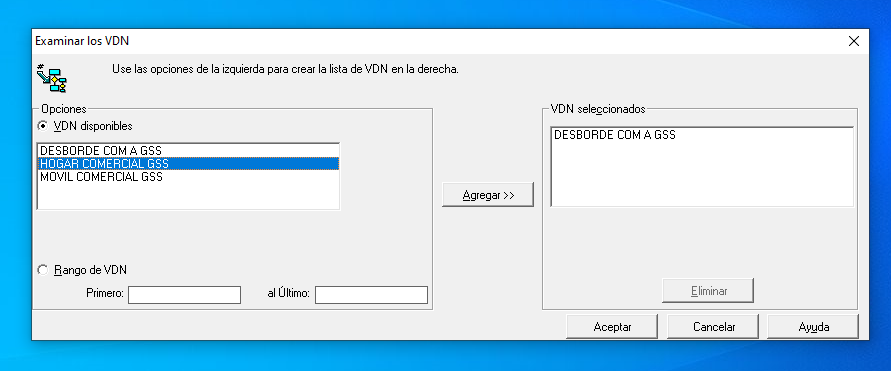 Examinar los VDN
Use las opciones de la izquierda para crear la lista de VDN en la derecha.
Opciones
VDN disponibles
DESBORDE COM A GSS
HOGAR COMERCIAL GSS
MOVIL COMERCIAL GSS
Rango de VDN
Primero:
al Último:
Agregar >>
VDN seleccionados
DESBORDE COM A GSS
Eliminar
Aceptar
Cancelar
Ayuda